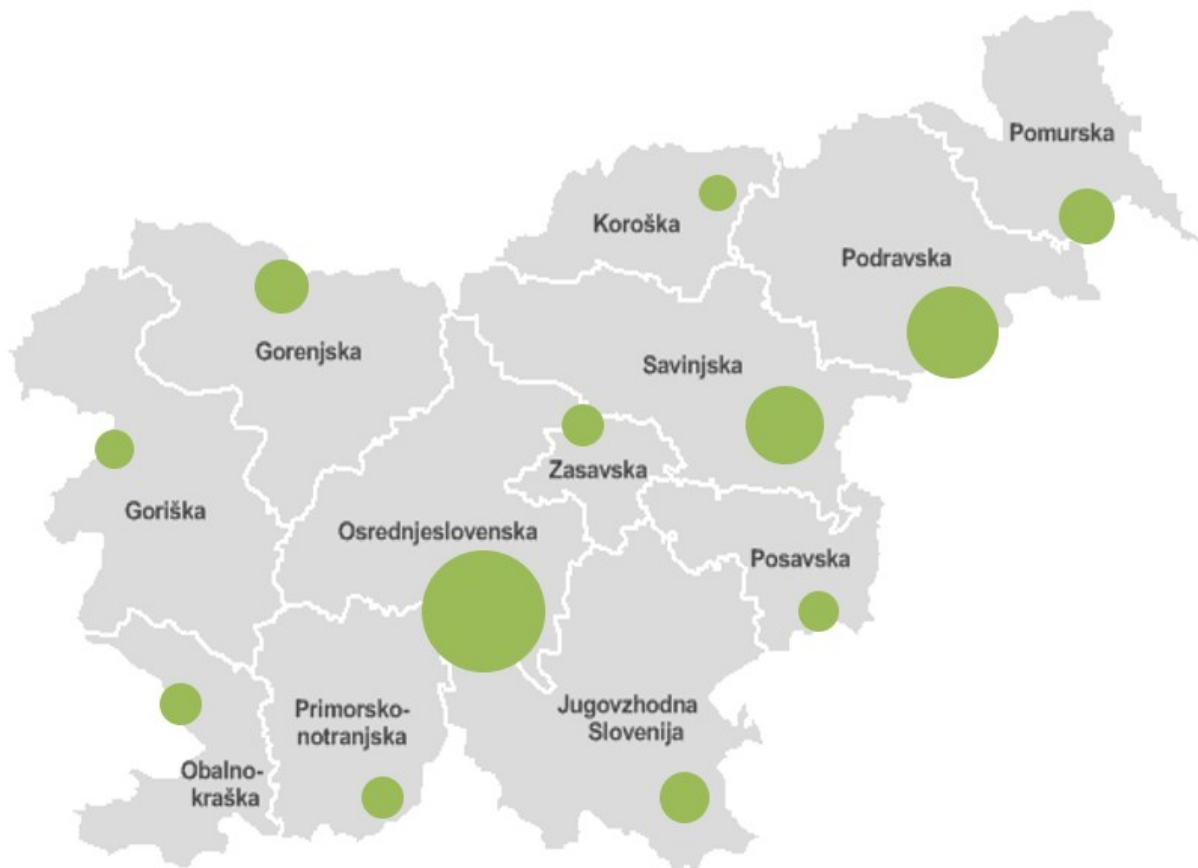 Pomurska
Koroška
Podravska
Gorenjska
Savinjska
Zasavska
Goriška
Osrednjeslovenska
Posavska
Primorsko-
notranjska
Jugovzhodna
Slovenija
Obalno-
kraška